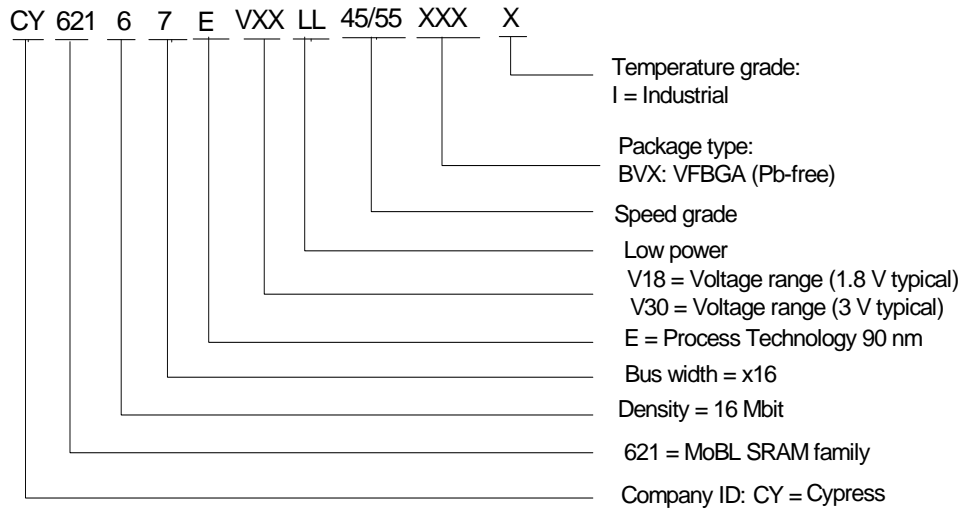 CY 621 6 7 E VXX LL 45/55 XXX X
Temperature grade:
I = Industrial
Package type:
BVX: VFBGA (Pb-free)
Speed grade
Low power
V18 = Voltage range (1.8 V typical)
V30 = Voltage range (3 V typical)
E = Process Technology 90 nm
Bus width = x16
Density = 16 Mbit
621 = MoBL SRAM family
Company ID: CY = Cypress